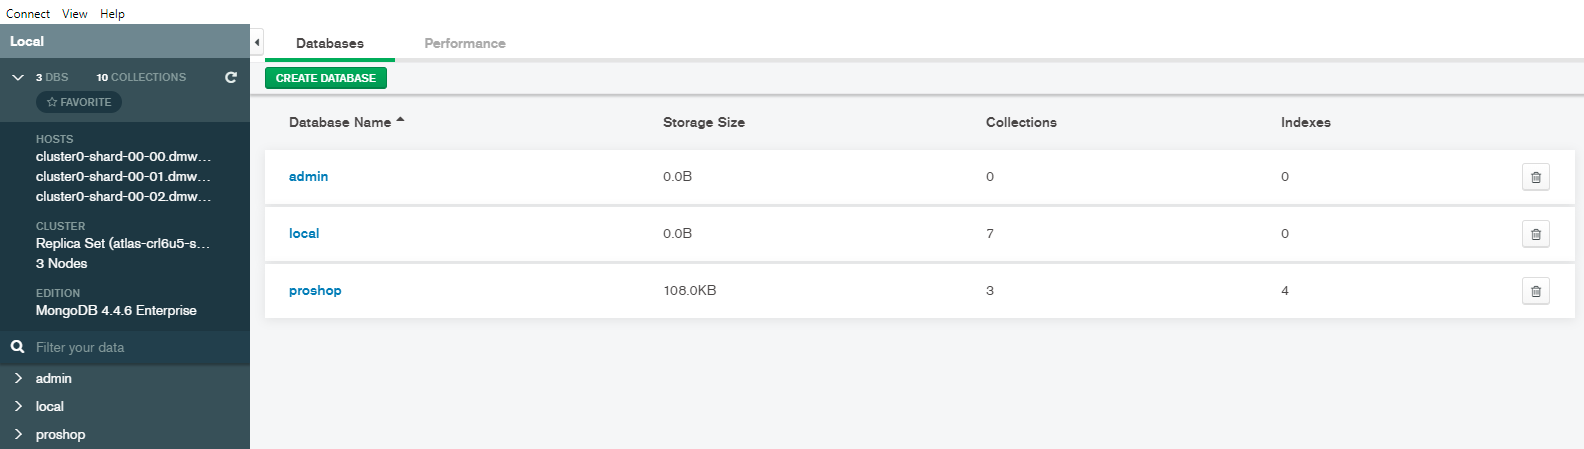 Connect View Help
Local
3 DBS 10 COLLECTIONS
FAVORITE
HOSTS
cluster0-shard-00-00.dmw...
cluster0-shard-00-01.dmw...
cluster0-shard-00-02.dmw...
CLUSTER
Replica Set (atlas-crl6u5-s...
3 Nodes
EDITION
MongoDB 4.4.6 Enterprise
Filter your data
admin
local
proshop
Databases Performance
CREATE DATABASE
Database Name Storage Size Collections Indexes
admin 0.0B 0 0
local 0.0B 7 0
proshop 108.0KB 3 4